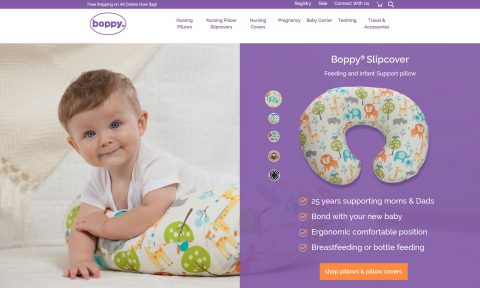 Free Shipping on All Orders Over $49!
Registry Sale Connect With Us
boppy.
Nursing Pillows
Nursing Pillow Slipcovers
Nursing Covers
Pregnancy
Baby Carrier
Teething
Travel & Accessories
Boppy® Slipcover
Feeding and Infant Support pillow
25 years supporting moms & Dads
Bond with your new baby
Ergonomic comfortable position
Breastfeeding or bottle feeding
shop pillows & pillow covers